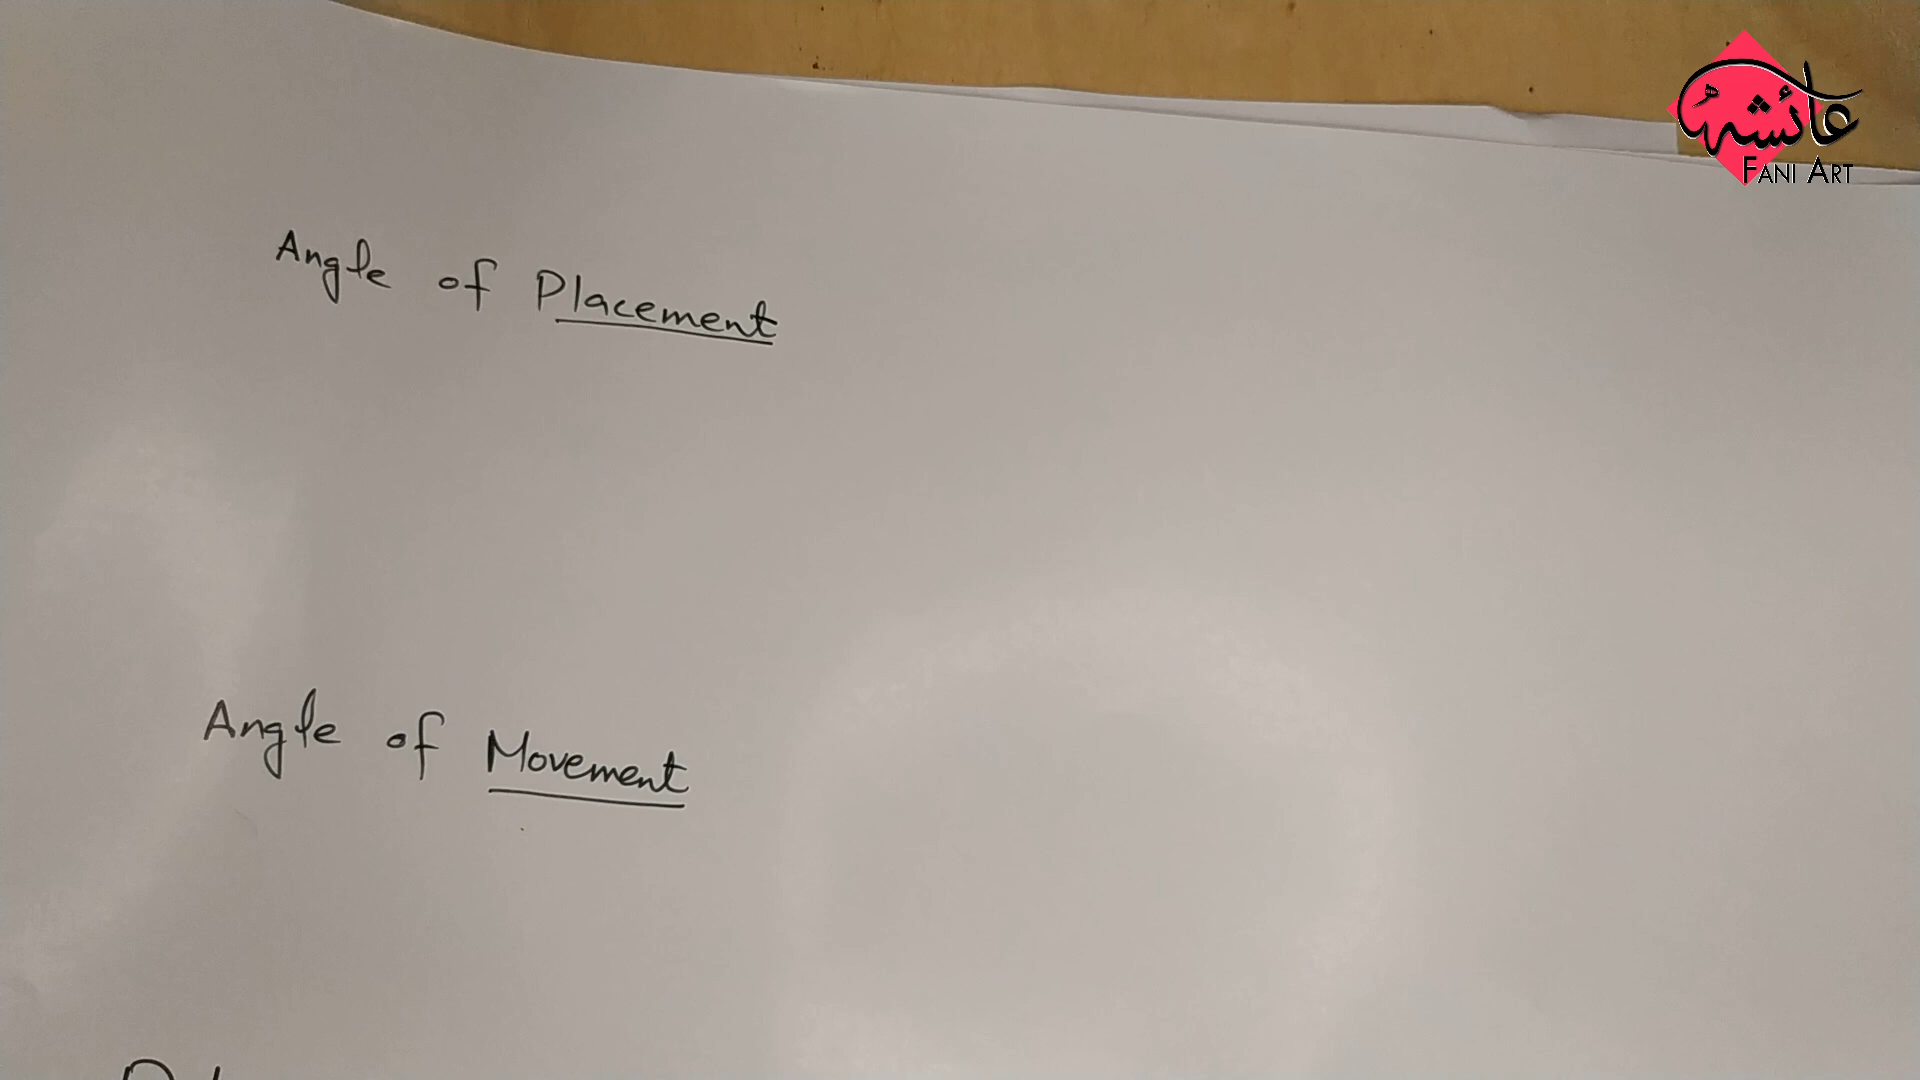 عائشہ
FANI ART
Angle of Placement
Angle of Movement